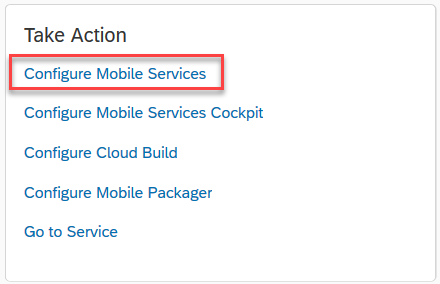 Take Action
Configure Mobile Services
Configure Mobile Services Cockpit
Configure Cloud Build
Configure Mobile Packager
Go to Service